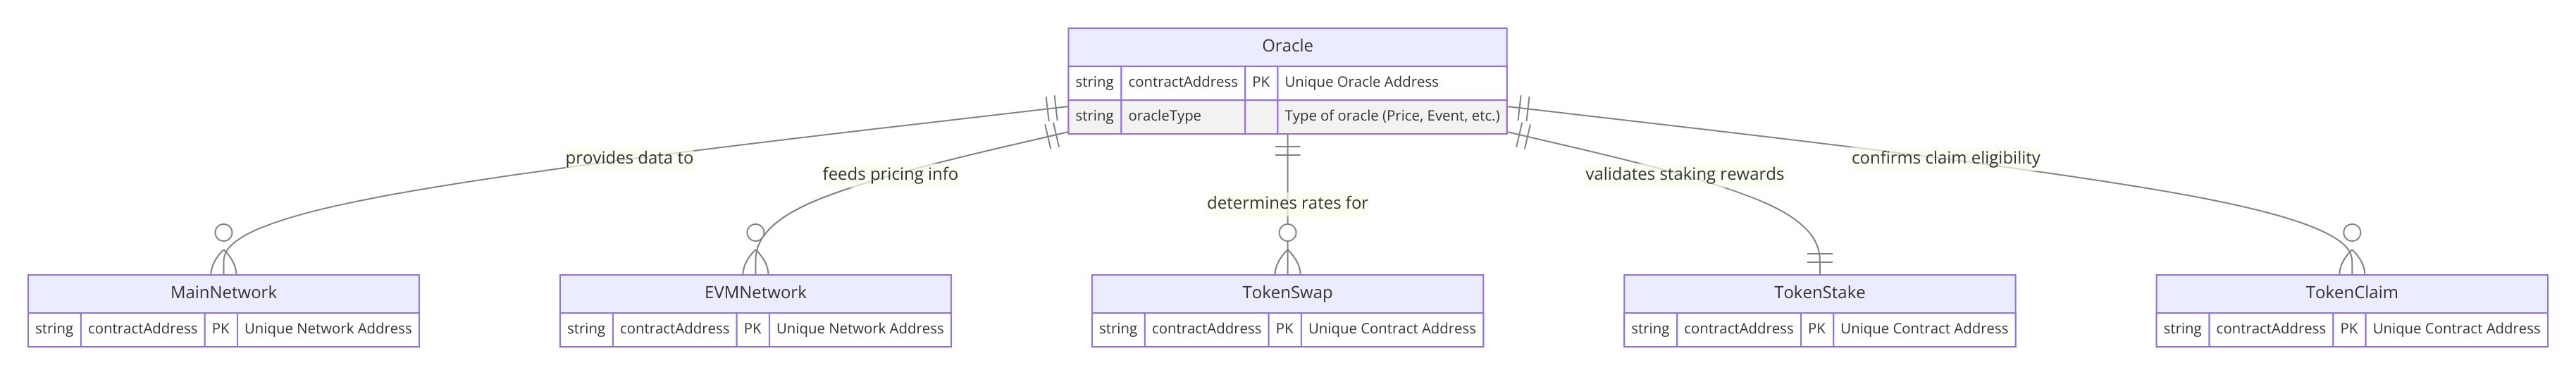 Oracle
string contractAddress PK Unique Oracle Address
string oracleType Type of oracle (Price, Event, etc.)
provides data to
feeds pricing info
determines rates for
validates staking rewards
confirms claim eligibility
MainNetwork
string contractAddress PK Unique Network Address
EVMNetwork
string contractAddress PK Unique Network Address
TokenSwap
string contractAddress PK Unique Contract Address
TokenStake
string contractAddress PK Unique Contract Address
TokenClaim
string contractAddress PK Unique Contract Address